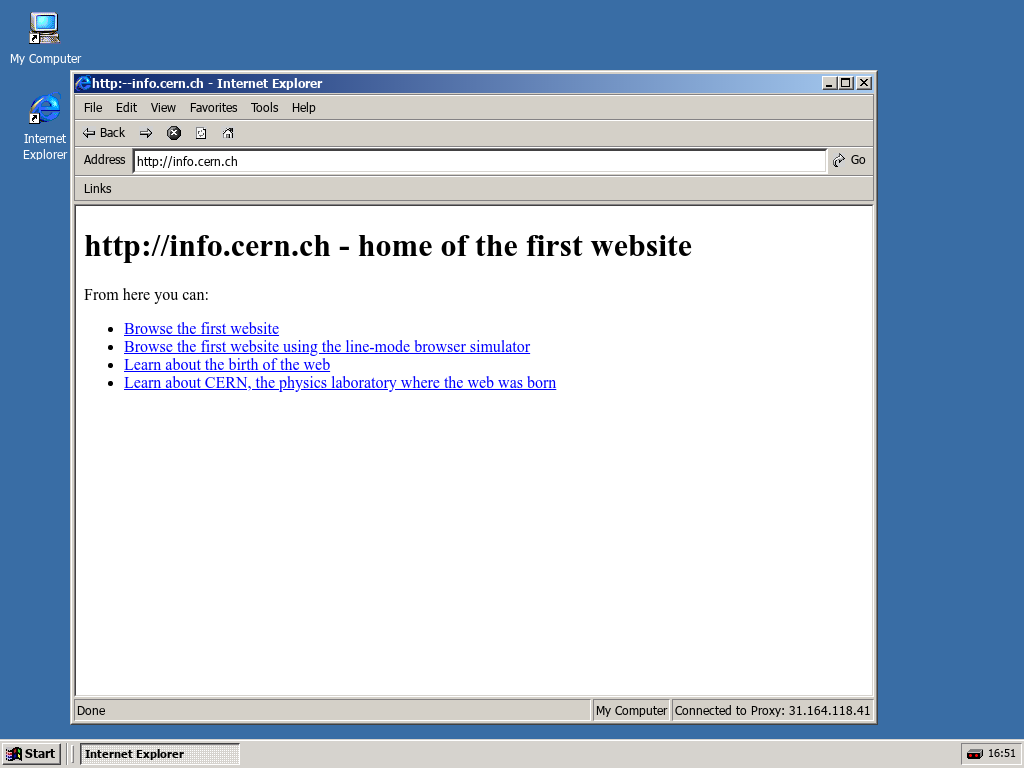 My Computer
Internet
Explorer
http:--info.cern.ch - Internet Explorer
File Edit View Favorites Tools Help
Back
Address http://info.cern.ch Go
Links
http://info.cern.ch - home of the first website
From here you can:
Browse the first website
Browse the first website using the line-mode browser simulator
Learn about the birth of the web
Learn about CERN, the physics laboratory where the web was born
Done My Computer Connected to Proxy: 31.164.118.41
Start Internet Explorer 16:51